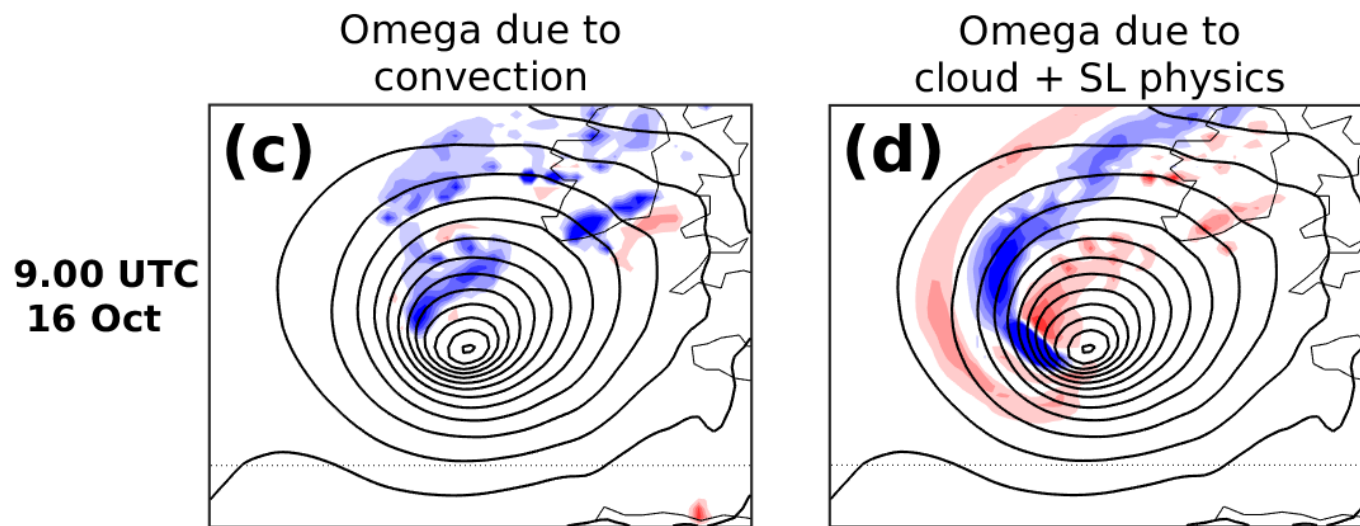 Omega due to
convection
Omega due to
cloud + SL physics
(c)
(d)
9.00 UTC
16 Oct